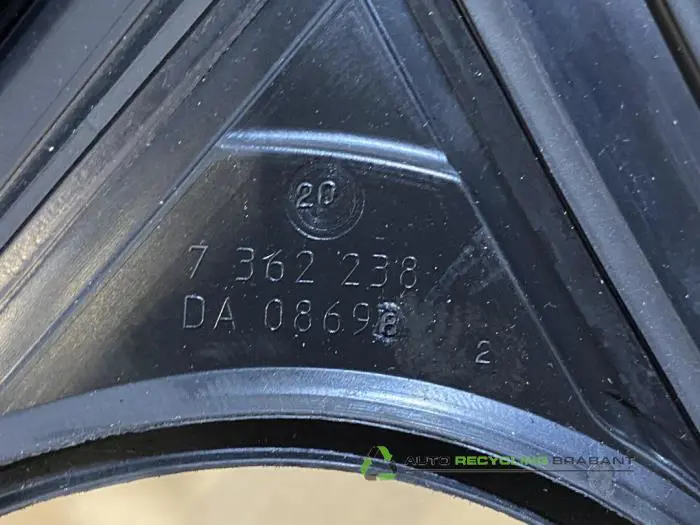 20
7 362 238
DA 08698
2
AUTO RECYCLING BRABANT